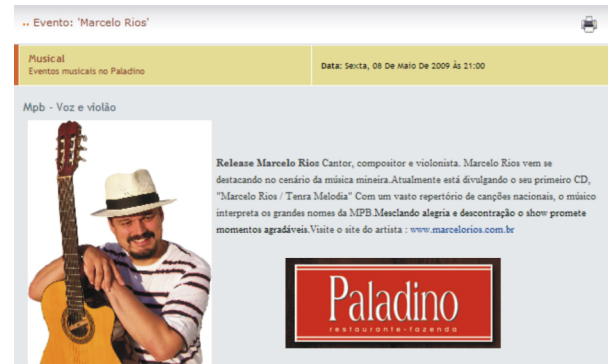 .. Evento: 'Marcelo Rios'
Musical
Eventos musicais no Paladino
Data: Sexta, 08 De Maio De 2009 Às 21:00
Mpb - Voz e violão
Release Marcelo Rios Cantor, compositor e violonista. Marcelo Rios vem se
destacando no cenário da música mineira.Atualmente está divulgando o seu primeiro CD,
"Marcelo Rios / Tenra Melodia" Com um vasto repertório de canções nacionais, o músico
interpreta os grandes nomes da MPB.Mesclando alegria e descontração o show promete
momentos agradáveis.Visite o site do artista : www.marcelorios.com.br
Paladino
restaurante-fazenda